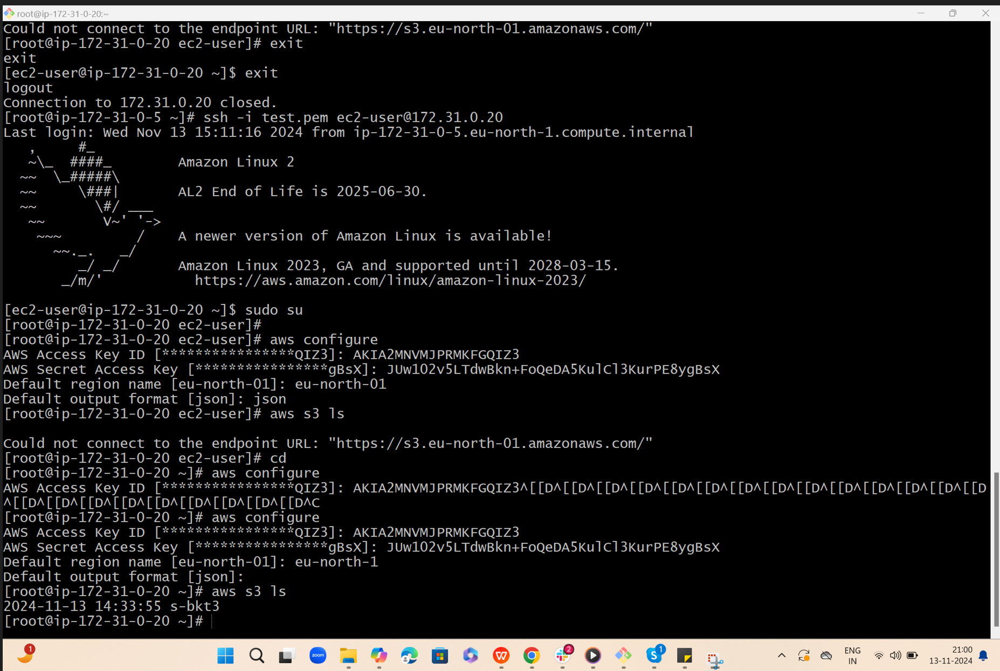 root@ip-172-31-0-20:~
Could not connect to the endpoint URL: "https://s3.eu-north-01.amazonaws.com/"
[root@ip-172-31-0-20 ec2-user]# exit
exit
[ec2-user@ip-172-31-0-20 ~]$ exit
logout
Connection to 172.31.0.20 closed.
[root@ip-172-31-0-5 ~]# ssh -i test.pem ec2-user@172.31.0.20
Last login: Wed Nov 13 15:11:16 2024 from ip-172-31-0-5.eu-north-1.compute.internal
   ,     #_
   ~\_  ####_        Amazon Linux 2
  ~~  \_#####\
  ~~     \###|       AL2 End of Life is 2025-06-30.
  ~~       \#/ ___
   ~~       V~' '->
    ~~~         /    A newer version of Amazon Linux is available!
      ~~._.   _/
         _/ _/       Amazon Linux 2023, GA and supported until 2028-03-15.
       _/m/'           https://aws.amazon.com/linux/amazon-linux-2023/
[ec2-user@ip-172-31-0-20 ~]$ sudo su
[root@ip-172-31-0-20 ec2-user]#
[root@ip-172-31-0-20 ec2-user]# aws configure
AWS Access Key ID [****************QIZ3]: AKIA2MNVMJPRMKFGQIZ3
AWS Secret Access Key [****************gBsX]: 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
Default region name [eu-north-01]: eu-north-01
Default output format [json]: json
[root@ip-172-31-0-20 ec2-user]# aws s3 ls
Could not connect to the endpoint URL: "https://s3.eu-north-01.amazonaws.com/"
[root@ip-172-31-0-20 ec2-user]# cd
[root@ip-172-31-0-20 ~]# aws configure
AWS Access Key ID [****************QIZ3]: AKIA2MNVMJPRMKFGQIZ3^[[D^[[D^[[D^[[D^[[D^[[D^[[D^[[D^[[D^[[D^[[D^[[D^[[D^[[D
^[[D^[[D^[[D^[[D^[[D^[[D^[[D^[[D^[[D^C
[root@ip-172-31-0-20 ~]# aws configure
AWS Access Key ID [****************QIZ3]: AKIA2MNVMJPRMKFGQIZ3
AWS Secret Access Key [****************gBsX]: 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
Default region name [eu-north-01]: eu-north-1
Default output format [json]:
[root@ip-172-31-0-20 ~]# aws s3 ls
2024-11-13 14:33:55 s-bkt3
[root@ip-172-31-0-20 ~]#
1
zoom
W
2
S
1
ENG
IN
21:00
13-11-2024